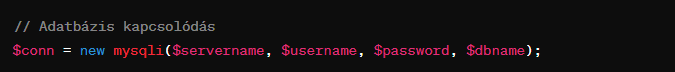 // Adatbázis kapcsolódás
$conn = new mysqli($servername, $username, $password, $dbname);